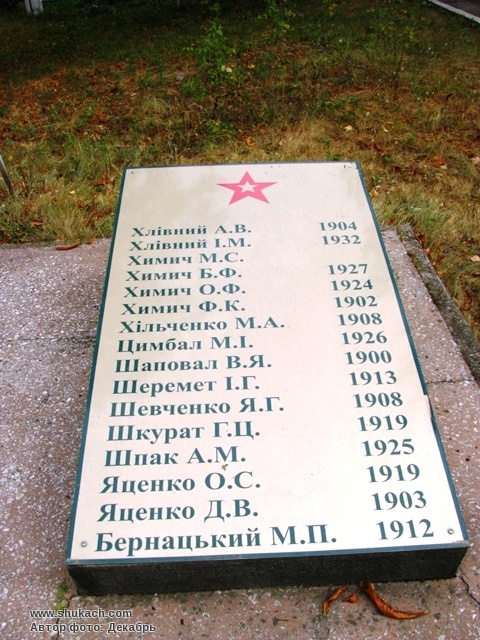 Хлівний А.В. 1904
Хлівний І.М. 1932
Химич М.С.
Химич Б.Ф. 1927
Химич О.Ф. 1924
Химич Ф.К. 1902
Хільченко М.А. 1908
Цимбал М.І. 1926
Шаповал В.Я. 1900
Шеремет І.Г. 1913
Шевченко Я.Г. 1908
Шкурат Г.Ц. 1919
Шпак А.М. 1925
Яценко О.С. 1919
Яценко Д.В. 1903
Бернацький М.П. 1912
www.shukach.com
Автор фото: Декабрь